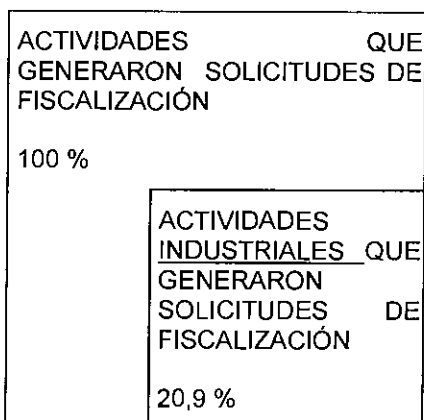 ACTIVIDADES QUE
GENERARON SOLICITUDES DE
FISCALIZACIÓN
100 %
ACTIVIDADES
INDUSTRIALES QUE
GENERARON
SOLICITUDES DE
FISCALIZACIÓN
20,9 %